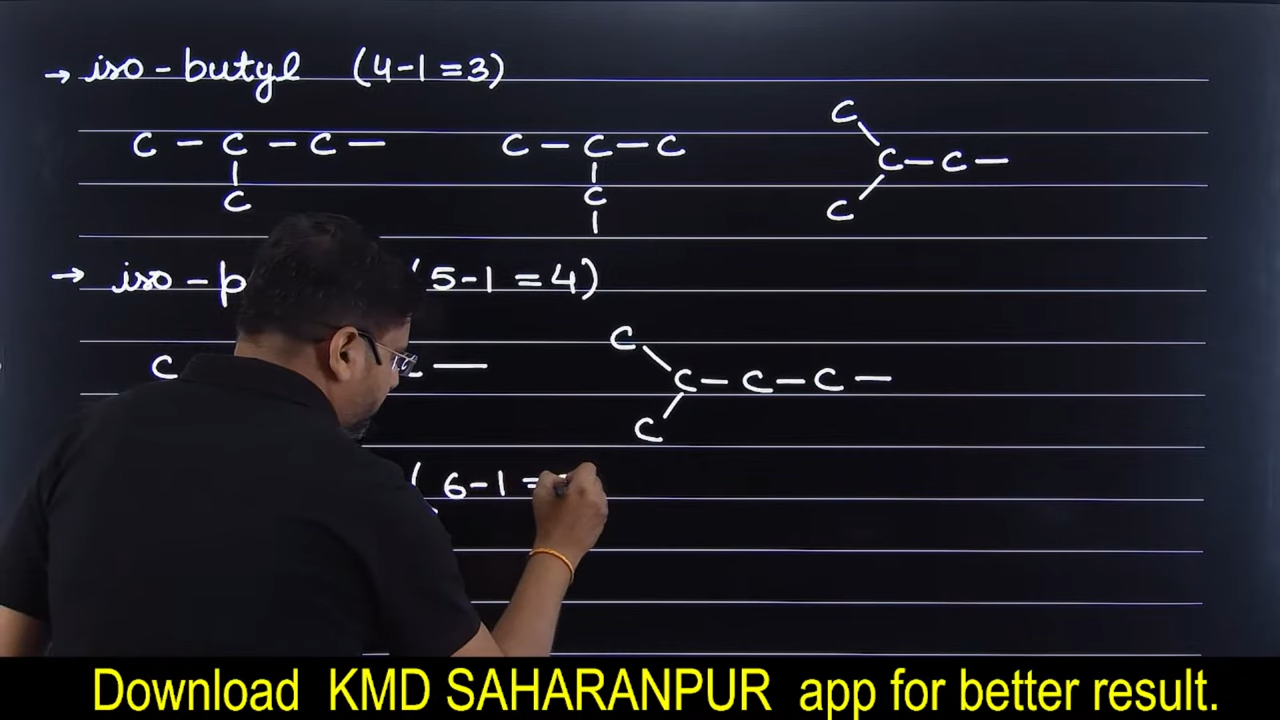 → iso - butyl (4-1 = 3)
C - C - C - C - C - C C
| | C - C -
C C C
|
→ iso - (5-1 = 4)
C - C
C - C - C -
C
(6-1 =
Download KMD SAHARANPUR app for better result.